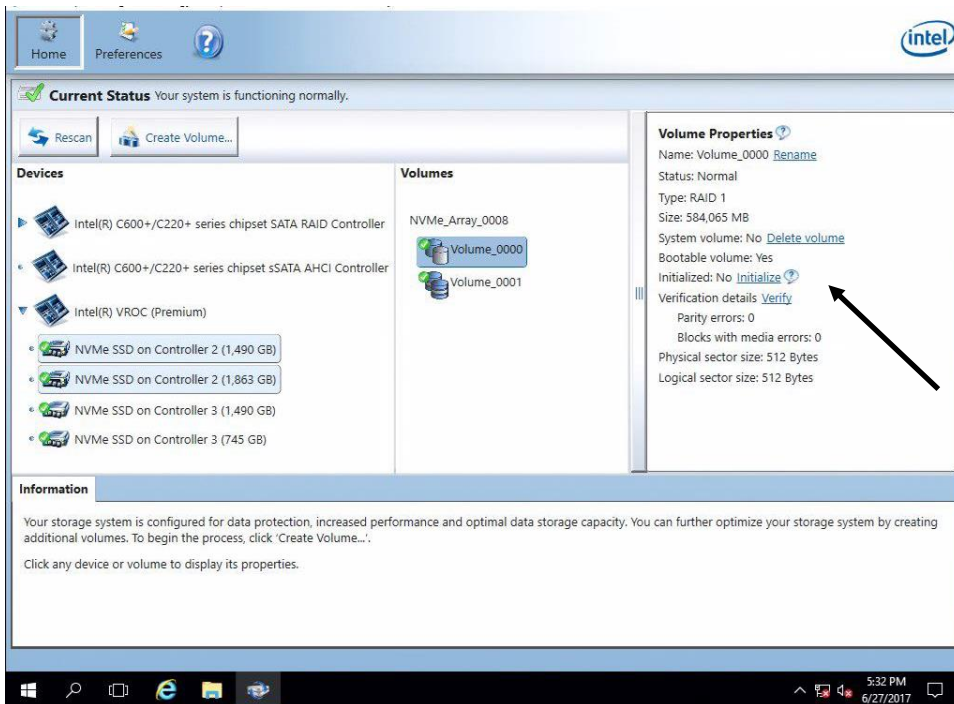 Home
Preferences
?
intel
Current Status Your system is functioning normally.
Rescan
Create Volume...
Devices
Intel(R) C600+/C220+ series chipset SATA RAID Controller
Intel(R) C600+/C220+ series chipset sSATA AHCI Controller
Intel(R) VROC (Premium)
NVMe SSD on Controller 2 (1,490 GB)
NVMe SSD on Controller 2 (1,863 GB)
NVMe SSD on Controller 3 (1,490 GB)
NVMe SSD on Controller 3 (745 GB)
Volumes
NVMe_Array_0008
Volume_0000
Volume_0001
Volume Properties ?
Name: Volume_0000 Rename
Status: Normal
Type: RAID 1
Size: 584,065 MB
System volume: No Delete volume
Bootable volume: Yes
Initialized: No Initialize ?
Verification details Verify
Parity errors: 0
Blocks with media errors: 0
Physical sector size: 512 Bytes
Logical sector size: 512 Bytes
Information
Your storage system is configured for data protection, increased performance and optimal data storage capacity. You can further optimize your storage system by creating
additional volumes. To begin the process, click 'Create Volume...'.
Click any device or volume to display its properties.
5:32 PM
6/27/2017